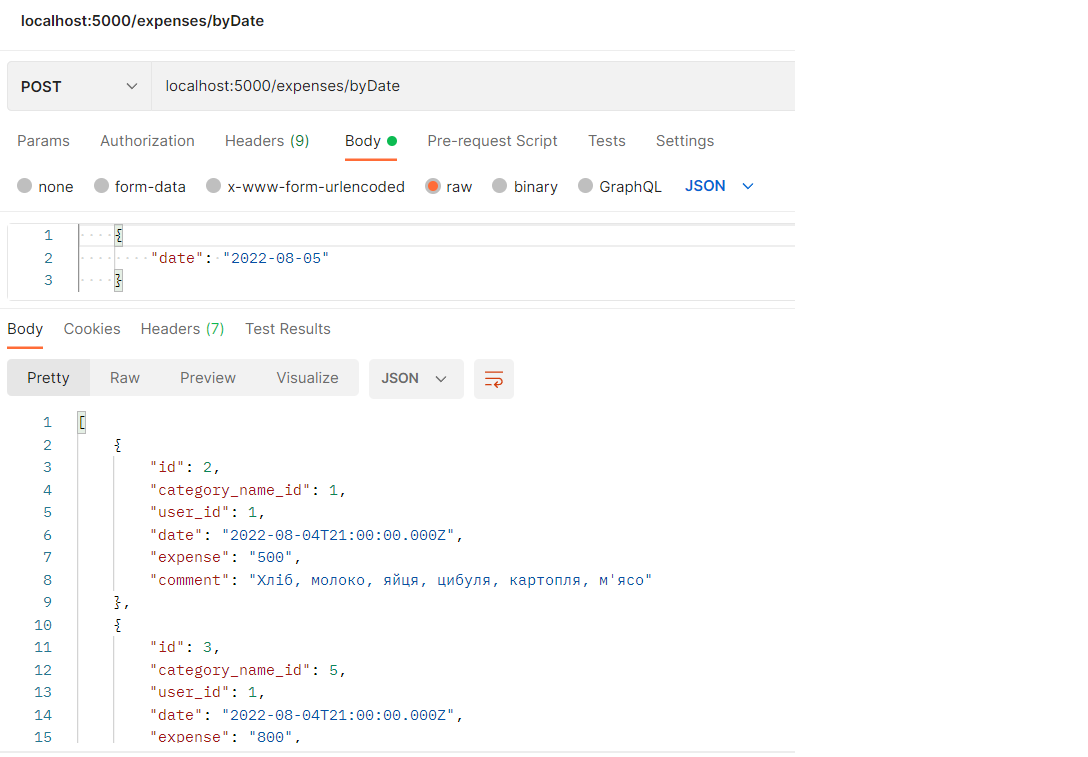 localhost:5000/expenses/byDate
POST localhost:5000/expenses/byDate
Params Authorization Headers (9) Body Pre-request Script Tests Settings
none form-data x-www-form-urlencoded raw binary GraphQL JSON
1 {
2 "date": "2022-08-05"
3 }
Body Cookies Headers (7) Test Results
Pretty Raw Preview Visualize JSON
1 [
2 {
3 "id": 2,
4 "category_name_id": 1,
5 "user_id": 1,
6 "date": "2022-08-04T21:00:00.000Z",
7 "expense": "500",
8 "comment": "Хліб, молоко, яйця, цибуля, картопля, м'ясо"
9 },
10 {
11 "id": 3,
12 "category_name_id": 5,
13 "user_id": 1,
14 "date": "2022-08-04T21:00:00.000Z",
15 "expense": "800",